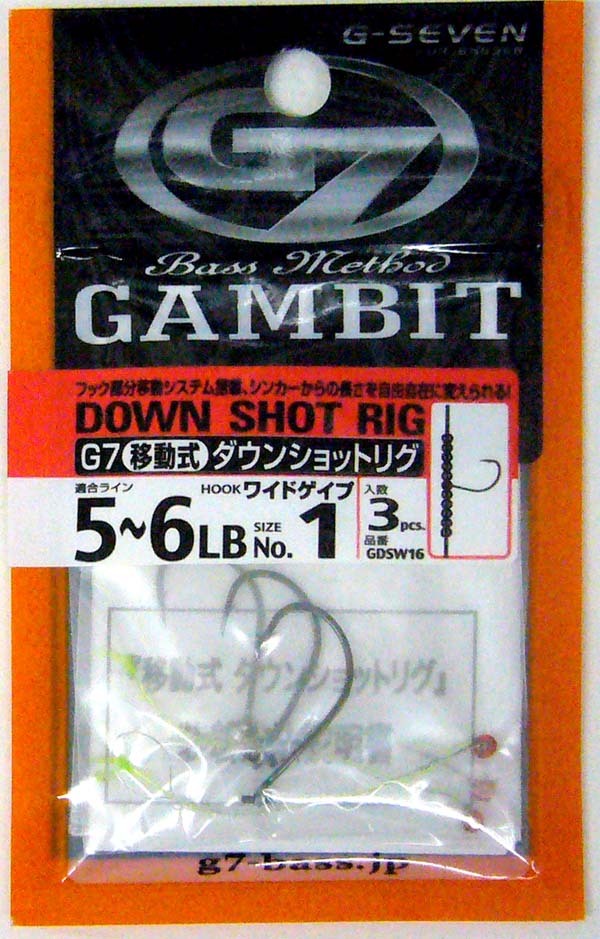 G-SEVEN
G7
Bass Method
GAMBIT
フック部分移動システム搭載、シンカーからの長さを自由自在に変えられる!
DOWN SHOT RIG
G7 移動式 ダウンショットリグ
適合ライン HOOK ワイドゲイプ 入数
5~6LB SIZE No. 1 3pcs.
品番
GDSW16
『移動式 ダウンショットリグ』
明書
g7-bass.jp